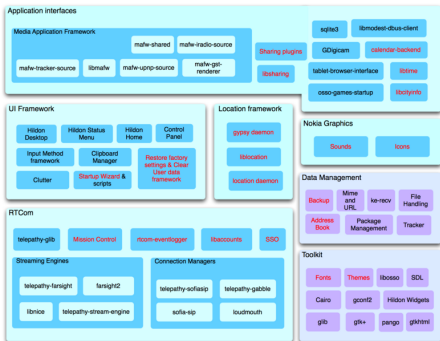 Application interfaces
Media Application Framework
mafw-shared
mafw-iradio-source
mafw-tracker-source
libmafw
mafw-upnp-source
mafw-gst-
renderer
Sharing plugins
libsharing
sqlite3
libmodest-dbus-client
GDigicam
calendar-backend
tablet-browser-interface
libtime
osso-games-startup
libcityinfo
UI Framework
Hildon
Desktop
Hildon Status
Menu
Hildon
Home
Control
Panel
Input Method
framework
Clipboard
Manager
Restore factory
settings & Clear
User data
framework
Clutter
Startup Wizard &
scripts
Location framework
gypsy daemon
liblocation
location daemon
Nokia Graphics
Sounds
Icons
Data Management
Backup
Mime
and
URL
ke-recv
File
Handling
Address
Book
Package
Management
Tracker
RTCom
telepathy-glib
Mission Control
rtcom-eventlogger
libaccounts
SSO
Streaming Engines
telepathy-farsight
farsight2
libnice
telepathy-stream-engine
Connection Managers
telepathy-sofiasip
telepathy-gabble
sofia-sip
loudmouth
Toolkit
Fonts
Themes
libosso
SDL
Cairo
gconf2
Hildon Widgets
glib
gtk+
pango
gtkhtml